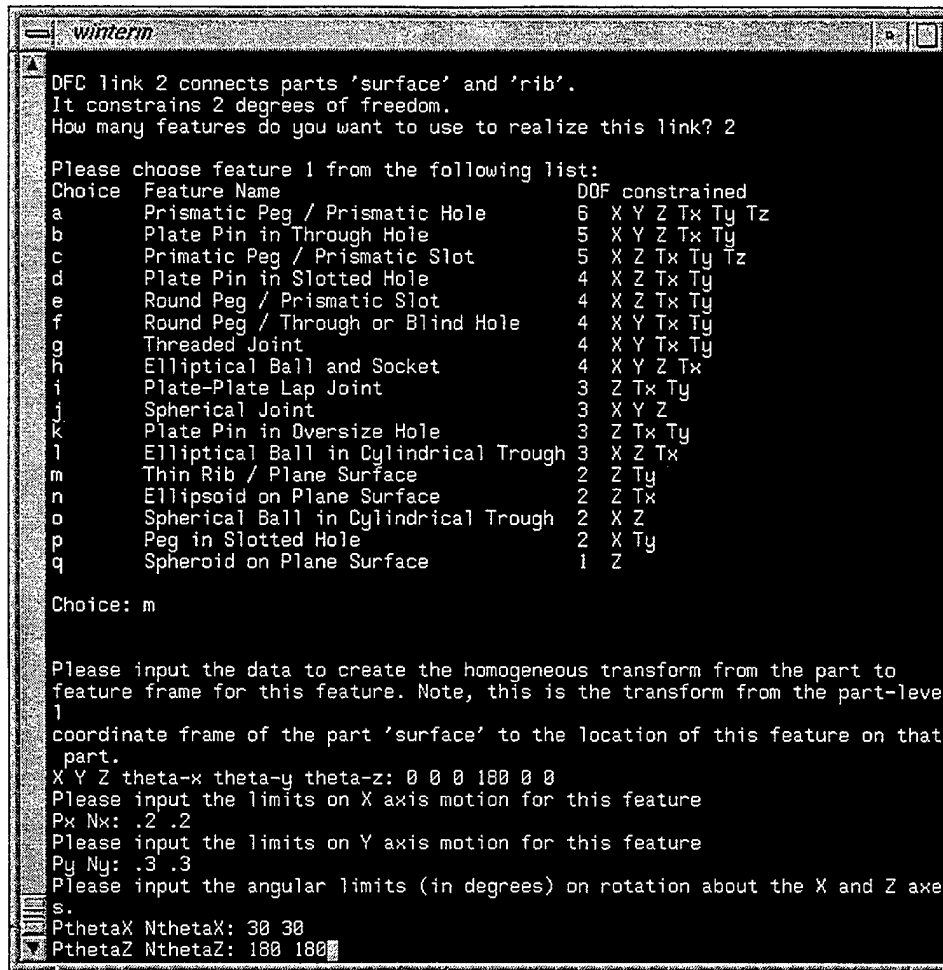 winterm
DFC link 2 connects parts 'surface' and 'rib'.
It constrains 2 degrees of freedom.
How many features do you want to use to realize this link? 2
Please choose feature 1 from the following list:
Choice Feature Name DOF constrained
a Prismatic Peg / Prismatic Hole 6 X Y Z Tx Ty Tz
b Plate Pin in Through Hole 5 X Y Z Tx Ty
c Primatic Peg / Prismatic Slot 5 X Z Tx Ty Tz
d Plate Pin in Slotted Hole 4 X Z Tx Ty
e Round Peg / Prismatic Slot 4 X Z Tx Ty
f Round Peg / Through or Blind Hole 4 X Y Tx Ty
g Threaded Joint 4 X Y Tx Ty
h Elliptical Ball and Socket 4 X Y Z Tx
i Plate-Plate Lap Joint 3 Z Tx Ty
j Spherical Joint 3 X Y Z
k Plate Pin in Oversize Hole 3 Z Tx Ty
l Elliptical Ball in Cylindrical Trough 3 X Z Tx
m Thin Rib / Plane Surface 2 Z Ty
n Ellipsoid on Plane Surface 2 Z Tx
o Spherical Ball in Cylindrical Trough 2 X Z
p Peg in Slotted Hole 2 X Ty
q Spheroid on Plane Surface 1 Z
Choice: m
Please input the data to create the homogeneous transform from the part to
feature frame for this feature. Note, this is the transform from the part-leve
l
coordinate frame of the part 'surface' to the location of this feature on that
part.
X Y Z theta-x theta-y theta-z: 0 0 0 180 0 0
Please input the limits on X axis motion for this feature
Px Nx: .2 .2
Please input the limits on Y axis motion for this feature
Py Ny: .3 .3
Please input the angular limits (in degrees) on rotation about the X and Z axe
s.
PthetaX NthetaX: 30 30
PthetaZ NthetaZ: 180 180